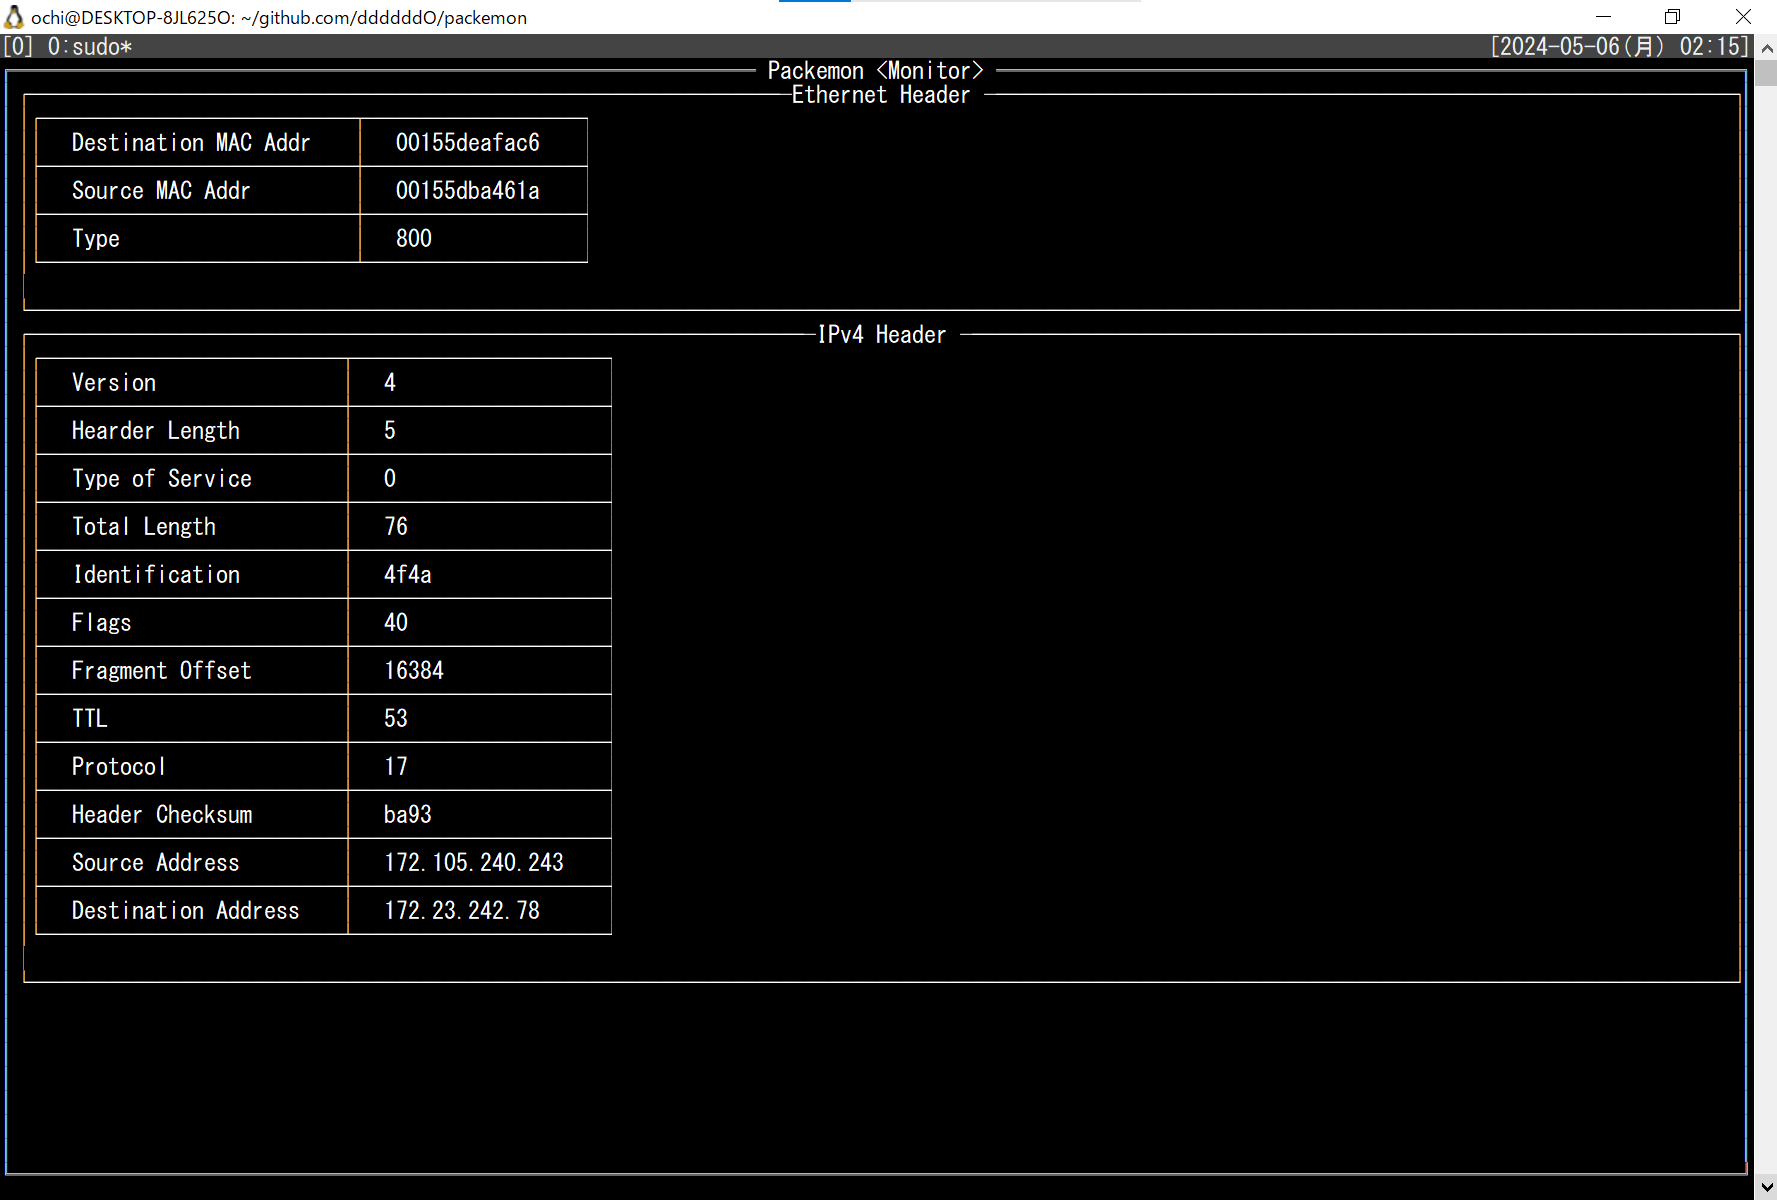 ochi@DESKTOP-8JL625O: ~/github.com/ddddddO/packemon
[0] 0:sudo* [2024-05-06(月) 02:15]
Packemon <Monitor>
Ethernet Header
Destination MAC Addr 00155deafac6
Source MAC Addr 00155dba461a
Type 800
IPv4 Header
Version 4
Hearder Length 5
Type of Service 0
Total Length 76
Identification 4f4a
Flags 40
Fragment Offset 16384
TTL 53
Protocol 17
Header Checksum ba93
Source Address 172.105.240.243
Destination Address 172.23.242.78